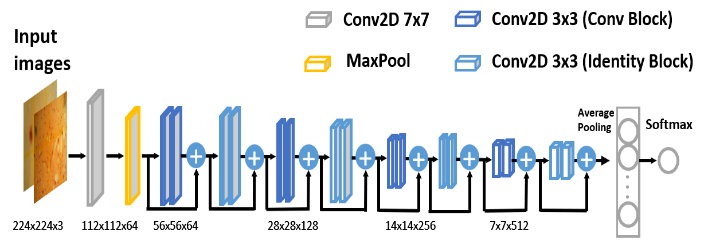 Conv2D 7x7
Conv2D 3x3 (Conv Block)
Input
images
MaxPool
Conv2D 3x3 (Identity Block)
Average
Pooling
Softmax
224x224x3
112x112x64
56x56x64
28x28x128
14x14x256
7x7x512